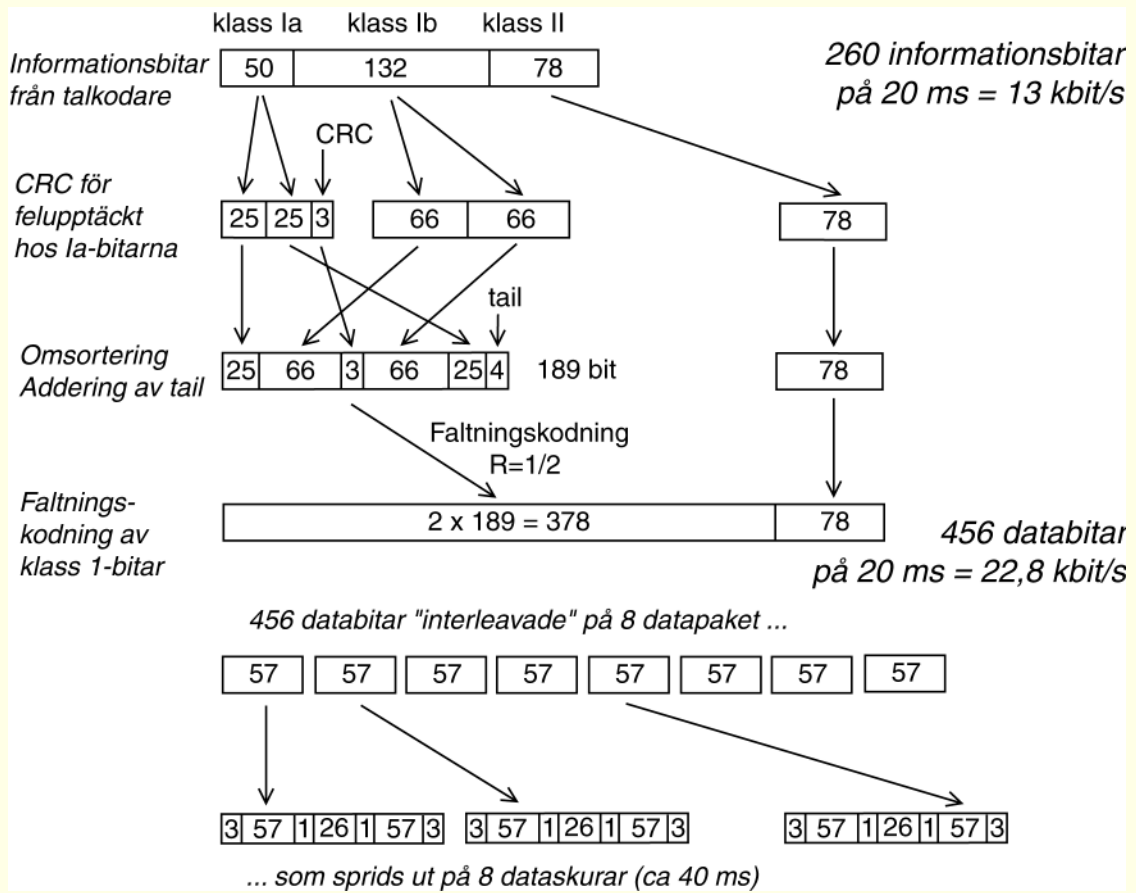 klass Ia klass Ib klass II
Informationsbitar
från talkodare
50 132 78
260 informationsbitar
på 20 ms = 13 kbit/s
CRC
CRC för
felupptäckt
hos Ia-bitarna
25 25 3 66 66 78
tail
Omsortering
Addering av tail
25 66 3 66 25 4 189 bit 78
Faltningskodning
R=1/2
Faltnings-
kodning av
klass 1-bitar
2 x 189 = 378 78
456 databitar
på 20 ms = 22,8 kbit/s
456 databitar "interleavade" på 8 datapaket ...
57 57 57 57 57 57 57 57
3 57 1 26 1 57 3 3 57 1 26 1 57 3 3 57 1 26 1 57 3
... som sprids ut på 8 dataskurar (ca 40 ms)